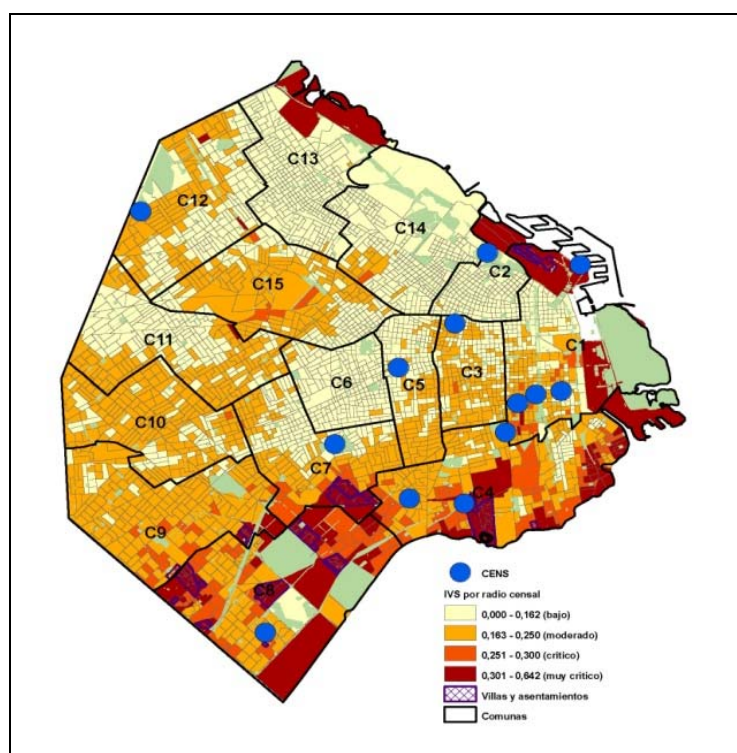 C13
C12
C14
C2
C15
C1
C11
C6
C5
C3
C10
C7
C4
C9
C8
CENS
IVS por radio censal
0,000 - 0,162 (bajo)
0,163 - 0,250 (moderado)
0,251 - 0,300 (crítico)
0,301 - 0,642 (muy crítico)
Villas y asentamientos
Comunas